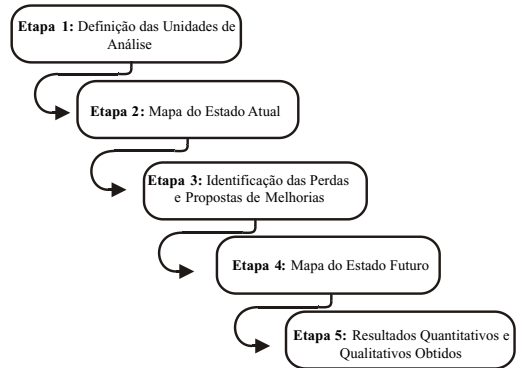 Etapa 1: Definição das Unidades de
Análise
Etapa 2: Mapa do Estado Atual
Etapa 3: Identificação das Perdas
e Propostas de Melhorias
Etapa 4: Mapa do Estado Futuro
Etapa 5: Resultados Quantitativos e
Qualitativos Obtidos